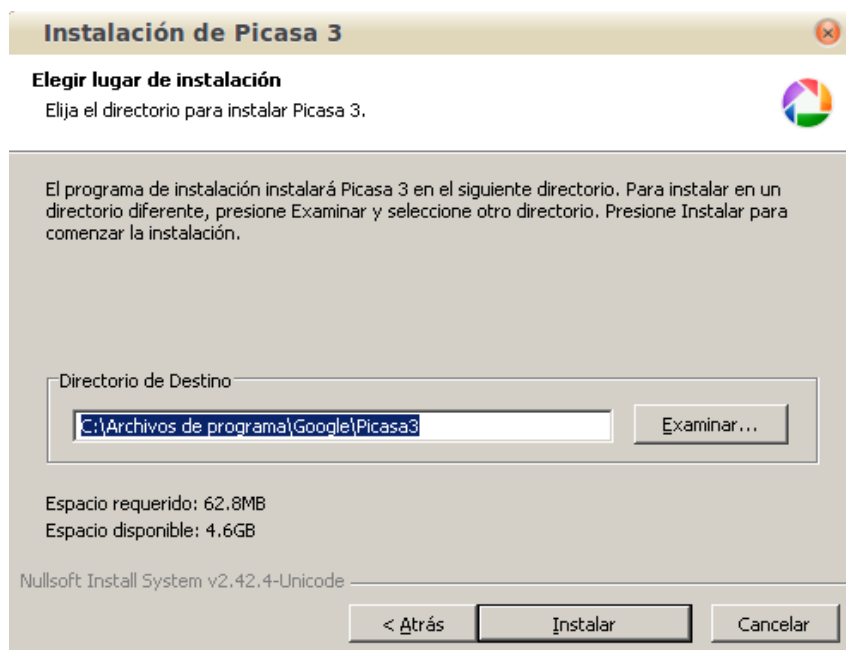 Instalación de Picasa 3
Elegir lugar de instalación
Elija el directorio para instalar Picasa 3.
El programa de instalación instalará Picasa 3 en el siguiente directorio. Para instalar en un
directorio diferente, presione Examinar y seleccione otro directorio. Presione Instalar para
comenzar la instalación.
Directorio de Destino
C:\Archivos de programa\Google\Picasa3
Examinar...
Espacio requerido: 62.8MB
Espacio disponible: 4.6GB
Nullsoft Install System v2.42.4-Unicode
< Atrás
Instalar
Cancelar